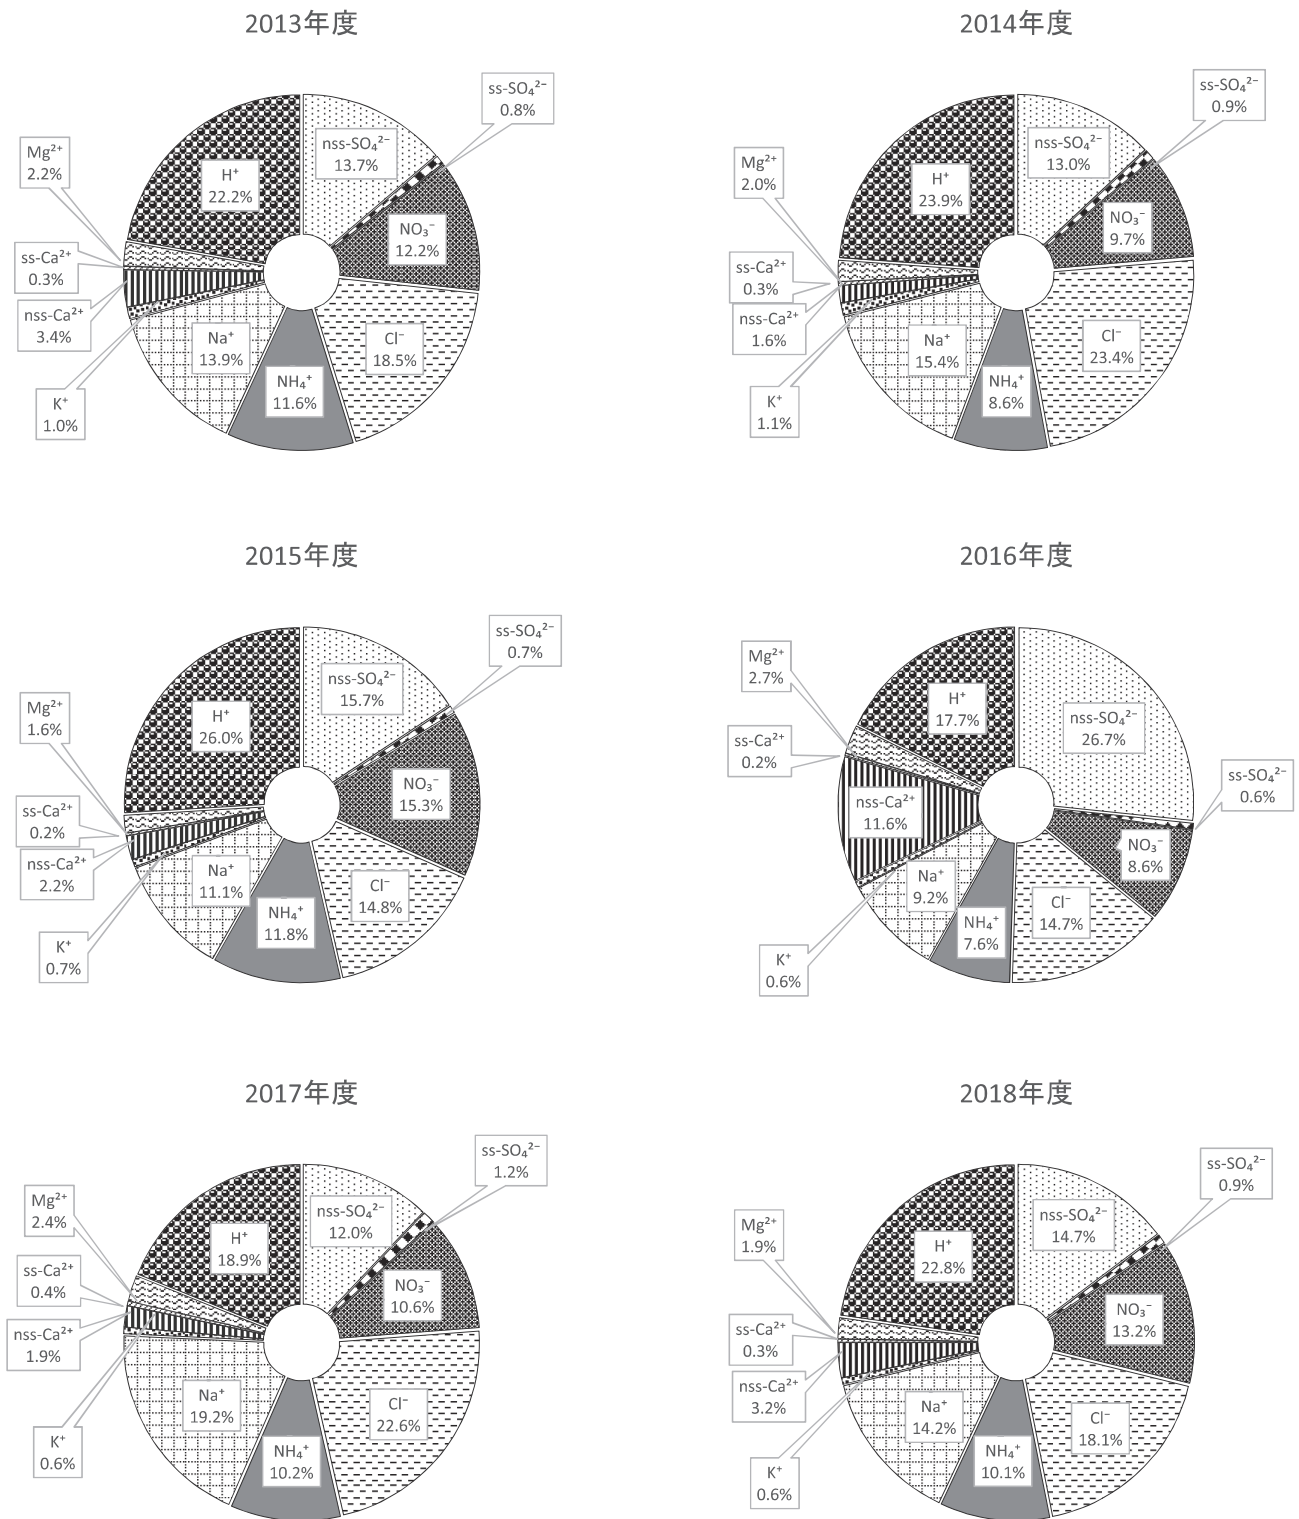 2013年度
ss-SO₄²⁻
0.8%
nss-SO₄²⁻
13.7%
Mg²⁺
2.2%
H⁺
22.2%
NO₃⁻
12.2%
ss-Ca²⁺
0.3%
nss-Ca²⁺
3.4%
Na⁺
13.9%
Cl⁻
18.5%
NH₄⁺
11.6%
K⁺
1.0%
2014年度
ss-SO₄²⁻
0.9%
nss-SO₄²⁻
13.0%
Mg²⁺
2.0%
H⁺
23.9%
NO₃⁻
9.7%
ss-Ca²⁺
0.3%
nss-Ca²⁺
1.6%
Na⁺
15.4%
Cl⁻
23.4%
NH₄⁺
8.6%
K⁺
1.1%
2015年度
ss-SO₄²⁻
0.7%
nss-SO₄²⁻
15.7%
Mg²⁺
1.6%
H⁺
26.0%
NO₃⁻
15.3%
ss-Ca²⁺
0.2%
nss-Ca²⁺
2.2%
Na⁺
11.1%
Cl⁻
14.8%
NH₄⁺
11.8%
K⁺
0.7%
2016年度
Mg²⁺
2.7%
H⁺
17.7%
nss-SO₄²⁻
26.7%
ss-Ca²⁺
0.2%
ss-SO₄²⁻
0.6%
nss-Ca²⁺
11.6%
NO₃⁻
8.6%
Na⁺
9.2%
Cl⁻
14.7%
NH₄⁺
7.6%
K⁺
0.6%
2017年度
ss-SO₄²⁻
1.2%
nss-SO₄²⁻
12.0%
Mg²⁺
2.4%
H⁺
18.9%
NO₃⁻
10.6%
ss-Ca²⁺
0.4%
nss-Ca²⁺
1.9%
Na⁺
19.2%
Cl⁻
22.6%
NH₄⁺
10.2%
K⁺
0.6%
2018年度
ss-SO₄²⁻
0.9%
nss-SO₄²⁻
14.7%
Mg²⁺
1.9%
H⁺
22.8%
NO₃⁻
13.2%
ss-Ca²⁺
0.3%
nss-Ca²⁺
3.2%
Na⁺
14.2%
Cl⁻
18.1%
NH₄⁺
10.1%
K⁺
0.6%